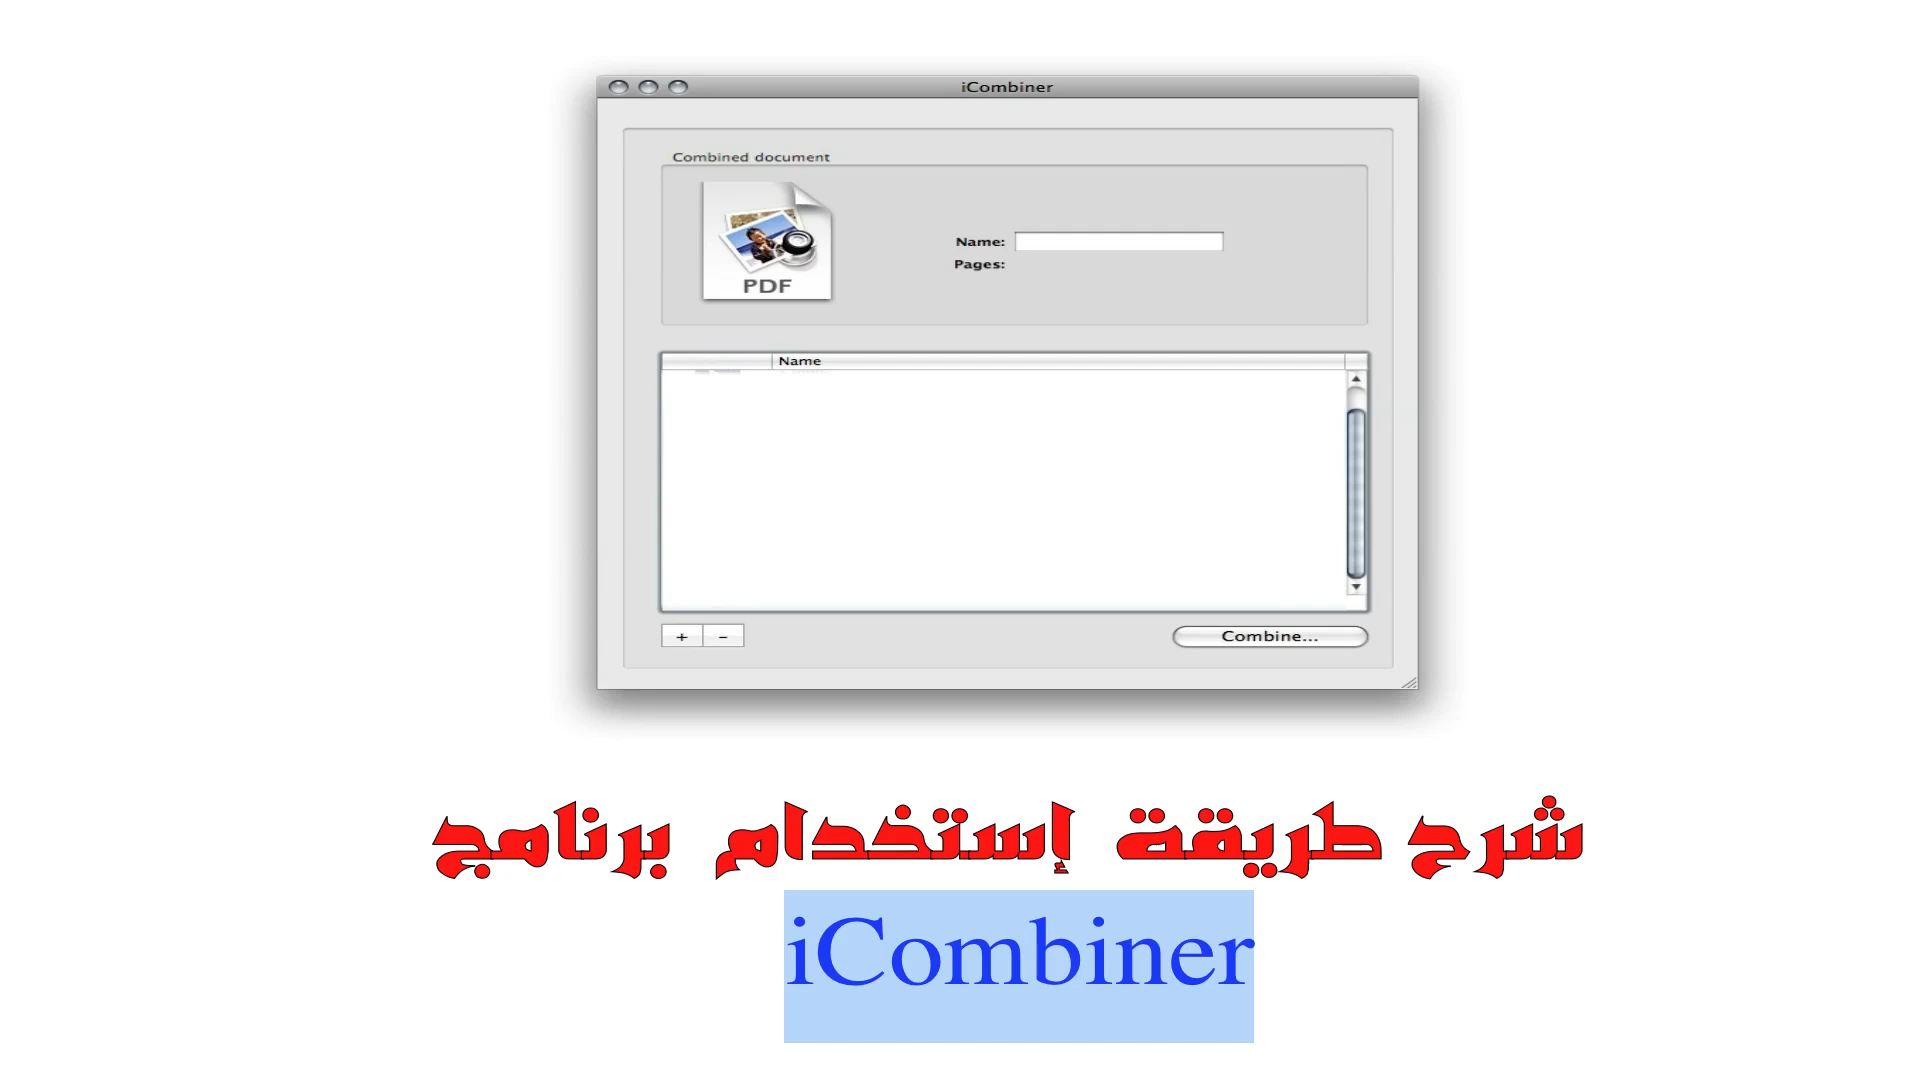 iCombiner
Combined document
PDF
Name:
Pages:
Name
+ -
Combine...
شرح طريقة إستخدام برنامج
iCombiner